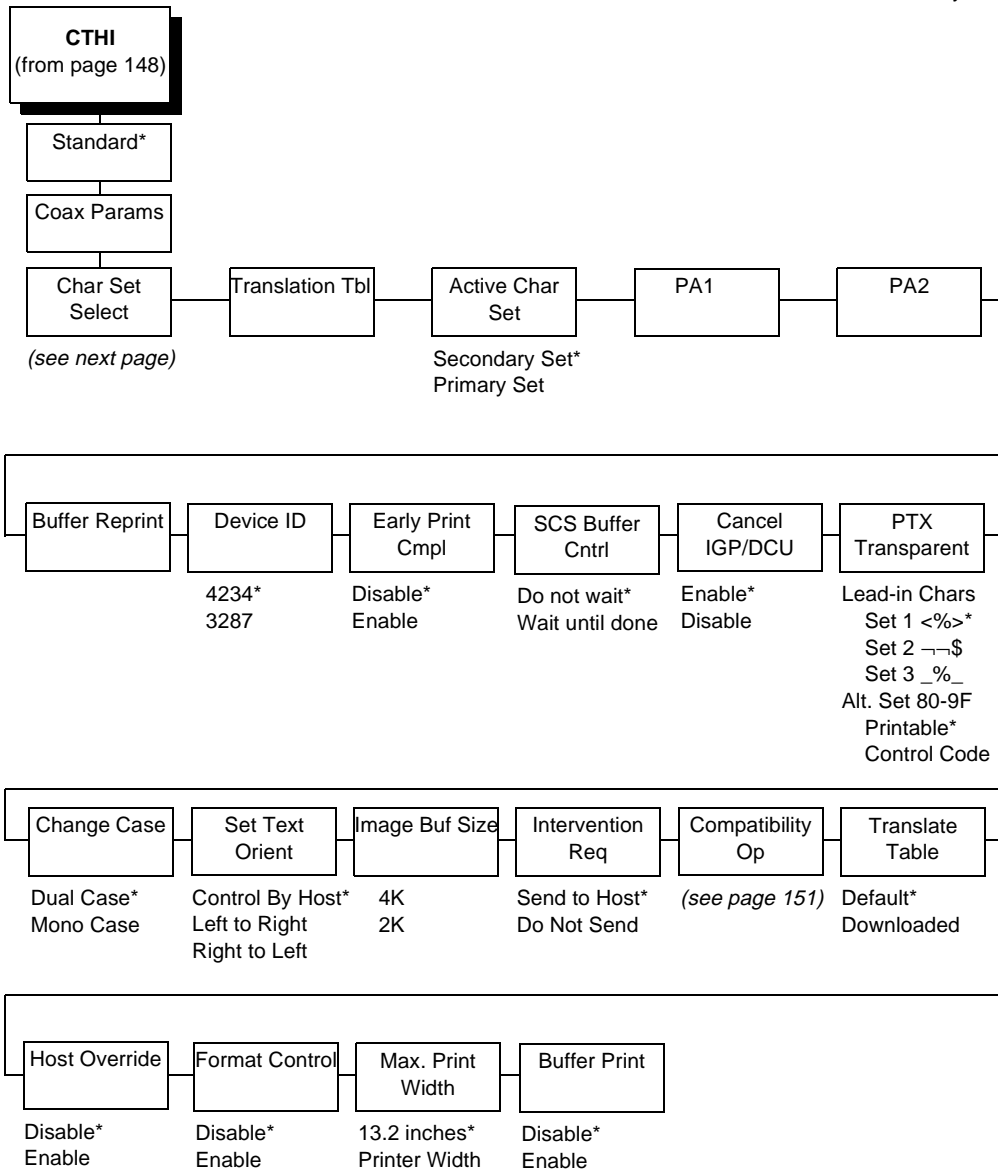 CTHI
(from page 148)
Standard*
Coax Params
Char Set
Select
(see next page)
Translation Tbl
Active Char
Set
Secondary Set*
Primary Set
PA1
PA2
Buffer Reprint
Device ID
4234*
3287
Early Print
Cmpl
Disable*
Enable
SCS Buffer
Cntrl
Do not wait*
Wait until done
Cancel
IGP/DCU
Enable*
Disable
PTX
Transparent
Lead-in Chars
Set 1 <%>*
Set 2 ¬¬$
Set 3 _%_
Alt. Set 80-9F
Printable*
Control Code
Change Case
Dual Case*
Mono Case
Set Text
Orient
Control By Host*
Left to Right
Right to Left
Image Buf Size
4K
2K
Intervention
Req
Send to Host*
Do Not Send
Compatibility
Op
(see page 151)
Translate
Table
Default*
Downloaded
Host Override
Disable*
Enable
Format Control
Disable*
Enable
Max. Print
Width
13.2 inches*
Printer Width
Buffer Print
Disable*
Enable